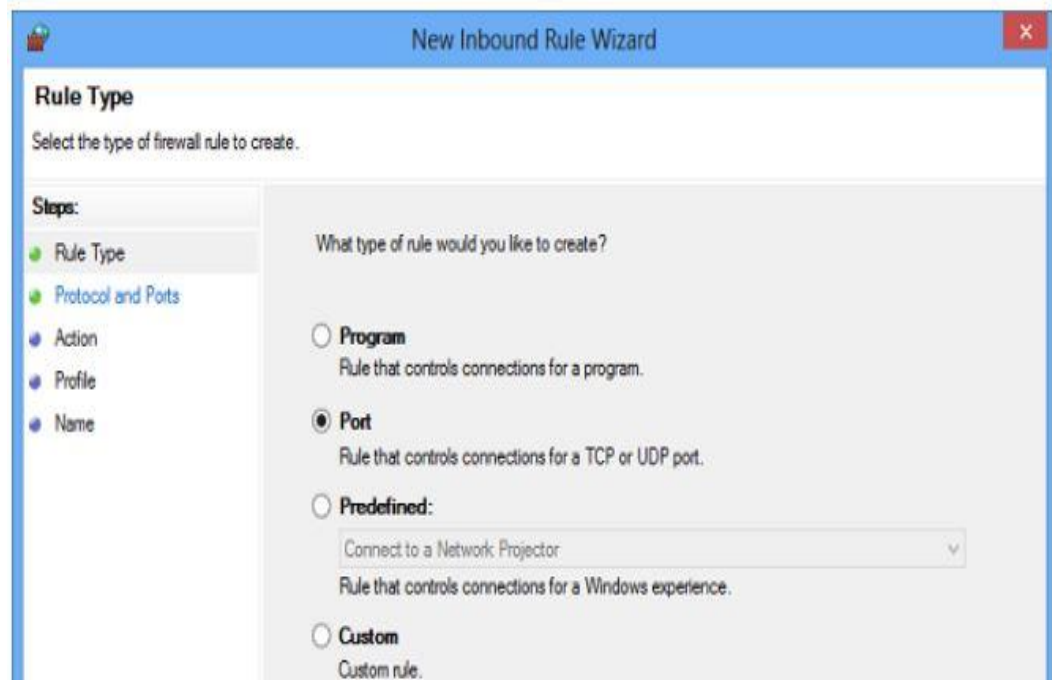 New Inbound Rule Wizard
Rule Type
Select the type of firewall rule to create.
Steps:
Rule Type
Protocol and Ports
Action
Profile
Name
What type of rule would you like to create?
Program
Rule that controls connections for a program.
Port
Rule that controls connections for a TCP or UDP port.
Predefined:
Connect to a Network Projector
Rule that controls connections for a Windows experience.
Custom
Custom rule.